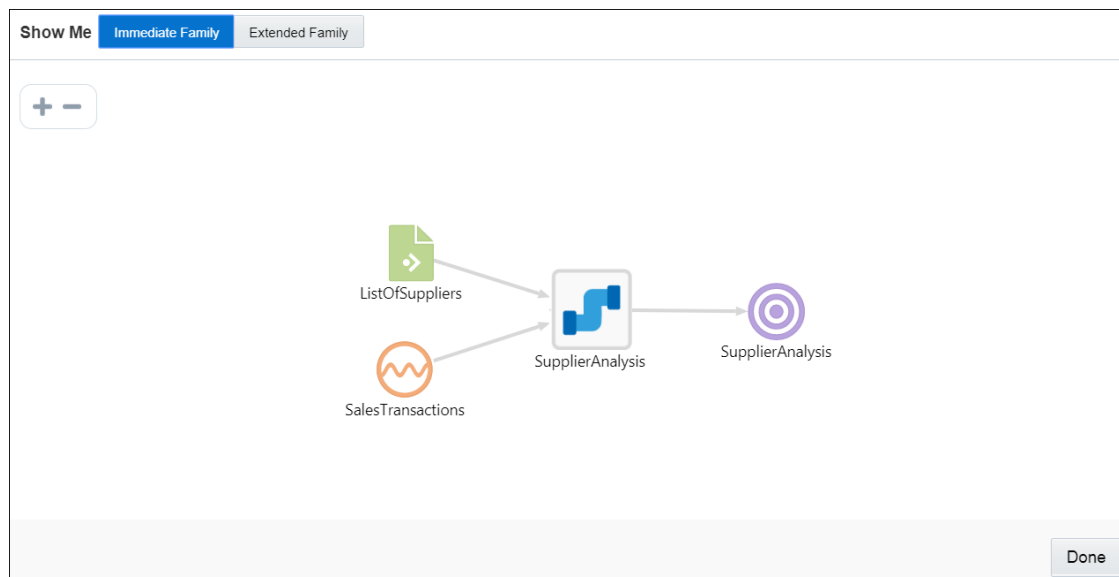 Show Me Immediate Family Extended Family
ListOfSuppliers
SupplierAnalysis
SupplierAnalysis
SalesTransactions
Done